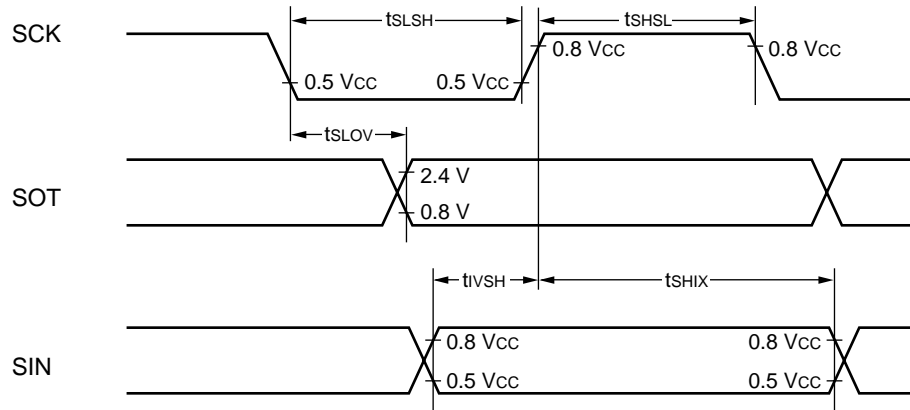 tSLSH tSHSL
SCK
0.8 VCC 0.8 VCC
0.5 VCC 0.5 VCC
tSLOV
2.4 V
SOT
0.8 V
tIVSH tSHIX
0.8 VCC 0.8 VCC
SIN
0.5 VCC 0.5 VCC